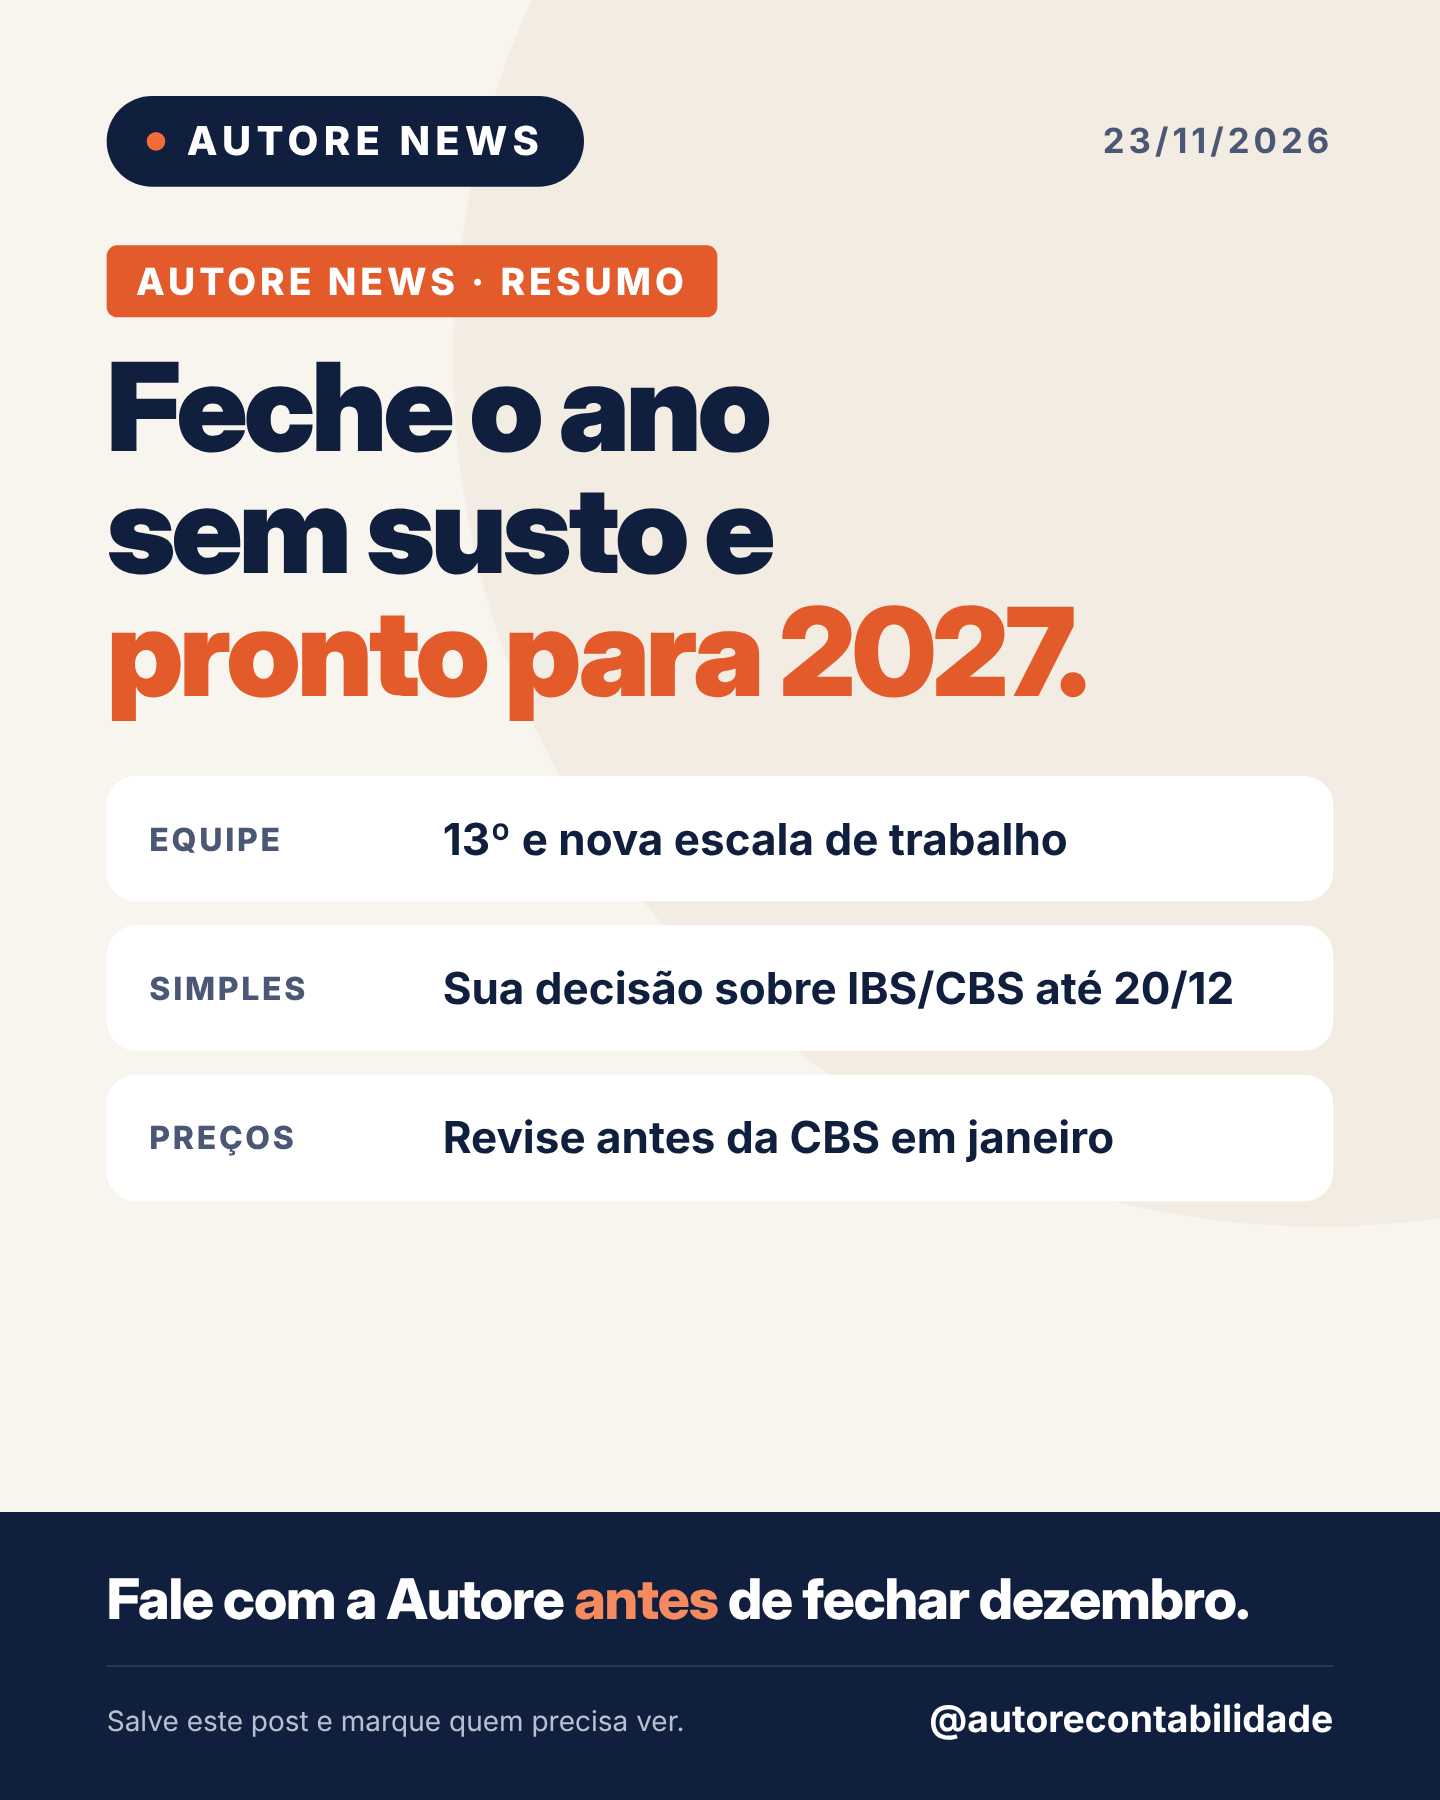 AUTORE NEWS
23/11/2026
AUTORE NEWS · RESUMO
Feche o ano
sem susto e
pronto para 2027.
EQUIPE
13º e nova escala de trabalho
SIMPLES
Sua decisão sobre IBS/CBS até 20/12
PREÇOS
Revise antes da CBS em janeiro
Fale com a Autore antes de fechar dezembro.
Salve este post e marque quem precisa ver.
@autorecontabilidade